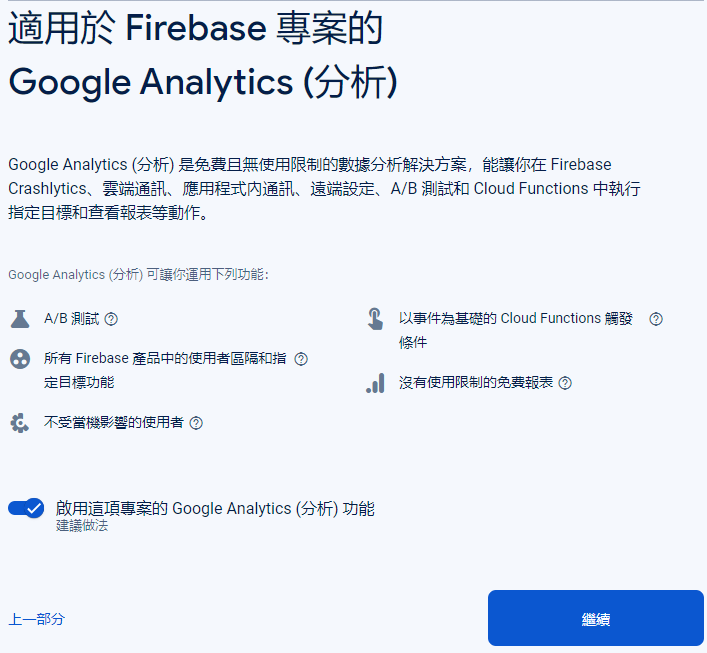 適用於 Firebase 專案的
Google Analytics (分析)
Google Analytics (分析) 是免費且無使用限制的數據分析解決方案，能讓你在 Firebase
Crashlytics、雲端通訊、應用程式內通訊、遠端設定、A/B 測試和 Cloud Functions 中執行
指定目標和查看報表等動作。
Google Analytics (分析) 可讓你運用下列功能：
A/B 測試
以事件為基礎的 Cloud Functions 觸發
條件
所有 Firebase 產品中的使用者區隔和指
定目標功能
沒有使用限制的免費報表
不受當機影響的使用者
啟用這項專案的 Google Analytics (分析) 功能
建議做法
上一部分
繼續